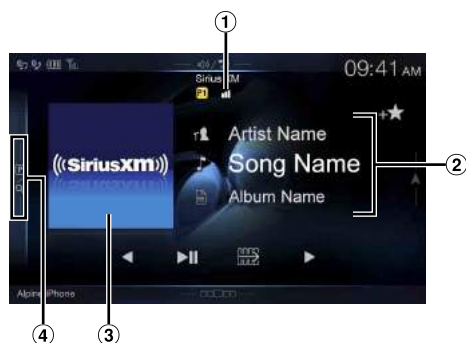 1
09:41 AM
SiriusXM
P1
Artist Name
((SiriusXM))
Song Name
2
Album Name
Alpine iPhone
4
3